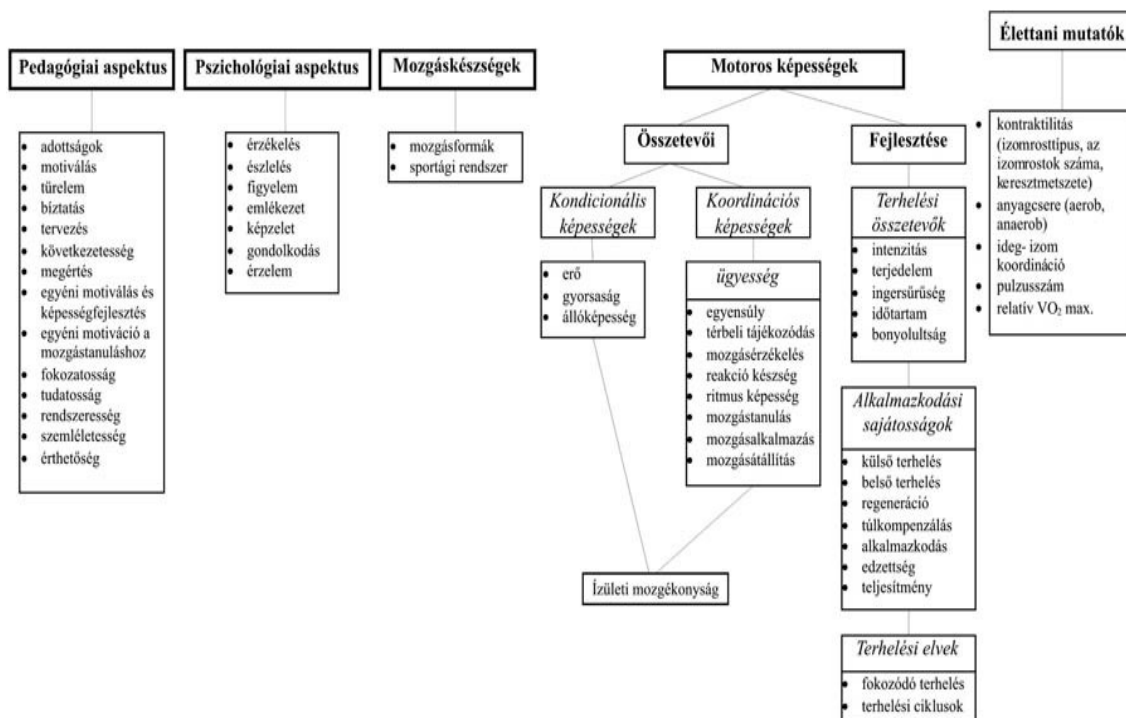 Pedagógiai aspektus
adottságok
motiválás
türelem
bíztatás
tervezés
következetesség
megértés
egyéni motiválás és
képességfejlesztés
egyéni motiváció a
mozgástanuláshoz
fokozatosság
tudatosság
rendszeresség
szemléletesség
érthetőség
Pszichológiai aspektus
érzékelés
észlelés
figyelem
emlékezet
képzelet
gondolkodás
érzelem
Mozgáskészségek
mozgásformák
sportági rendszer
Motoros képességek
Összetevői
Kondicionális
képességek
erő
gyorsaság
állóképesség
Koordinációs
képességek
ügyesség
egyensúly
térbeli tájékozódás
mozgásérzékelés
reakció készség
ritmus képesség
mozgástanulás
mozgásalkalmazás
mozgásátállítás
Ízületi mozgékonyság
Fejlesztése
Terhelési
összetevők
intenzitás
terjedelem
ingersűrűség
időtartam
bonyolultság
Alkalmazkodási
sajátosságok
külső terhelés
belső terhelés
regeneráció
túlkompenzálás
alkalmazkodás
edzettség
teljesítmény
Terhelési elvek
fokozódó terhelés
terhelési ciklusok
Élettani mutatók
kontraktilitás
(izomrosttípus, az
izomrostok száma,
keresztmetszete)
anyagcsere (aerob,
anaerob)
ideg- izom
koordináció
pulzusszám
relatív VO₂ max.